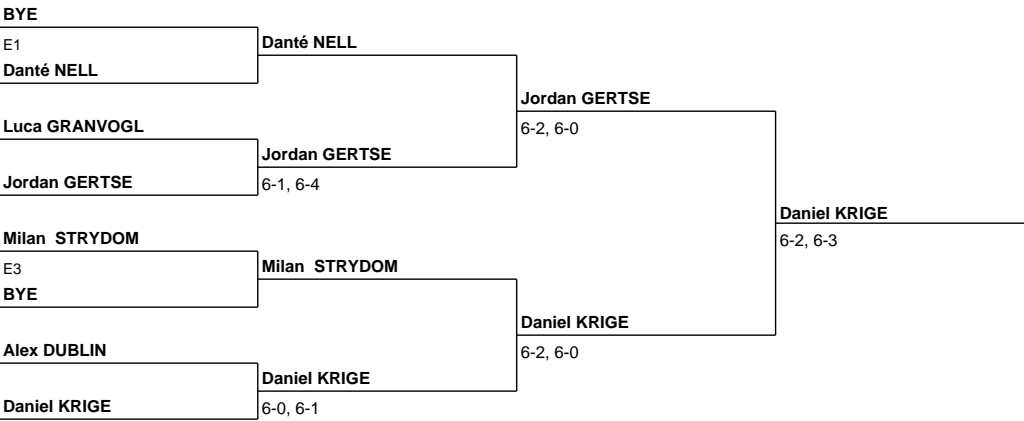 BYE
E1
Danté NELL
Danté NELL
Luca GRANVOGL
Jordan GERTSE
Jordan GERTSE
6-1, 6-4
Jordan GERTSE
6-2, 6-0
Milan  STRYDOM
E3
BYE
Milan  STRYDOM
Alex DUBLIN
Daniel KRIGE
Daniel KRIGE
6-0, 6-1
Daniel KRIGE
6-2, 6-0
Daniel KRIGE
6-2, 6-3